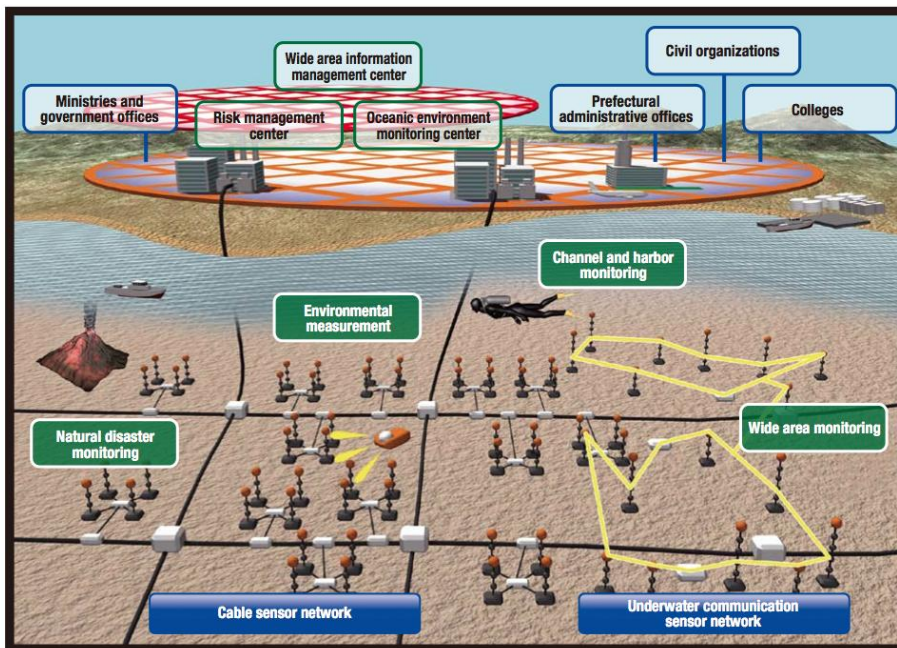 Wide area information
management center
Civil organizations
Ministries and
government offices
Risk management
center
Oceanic environment
monitoring center
Prefectural
administrative offices
Colleges
Channel and harbor
monitoring
Environmental
measurement
Natural disaster
monitoring
Wide area monitoring
Cable sensor network
Underwater communication
sensor network